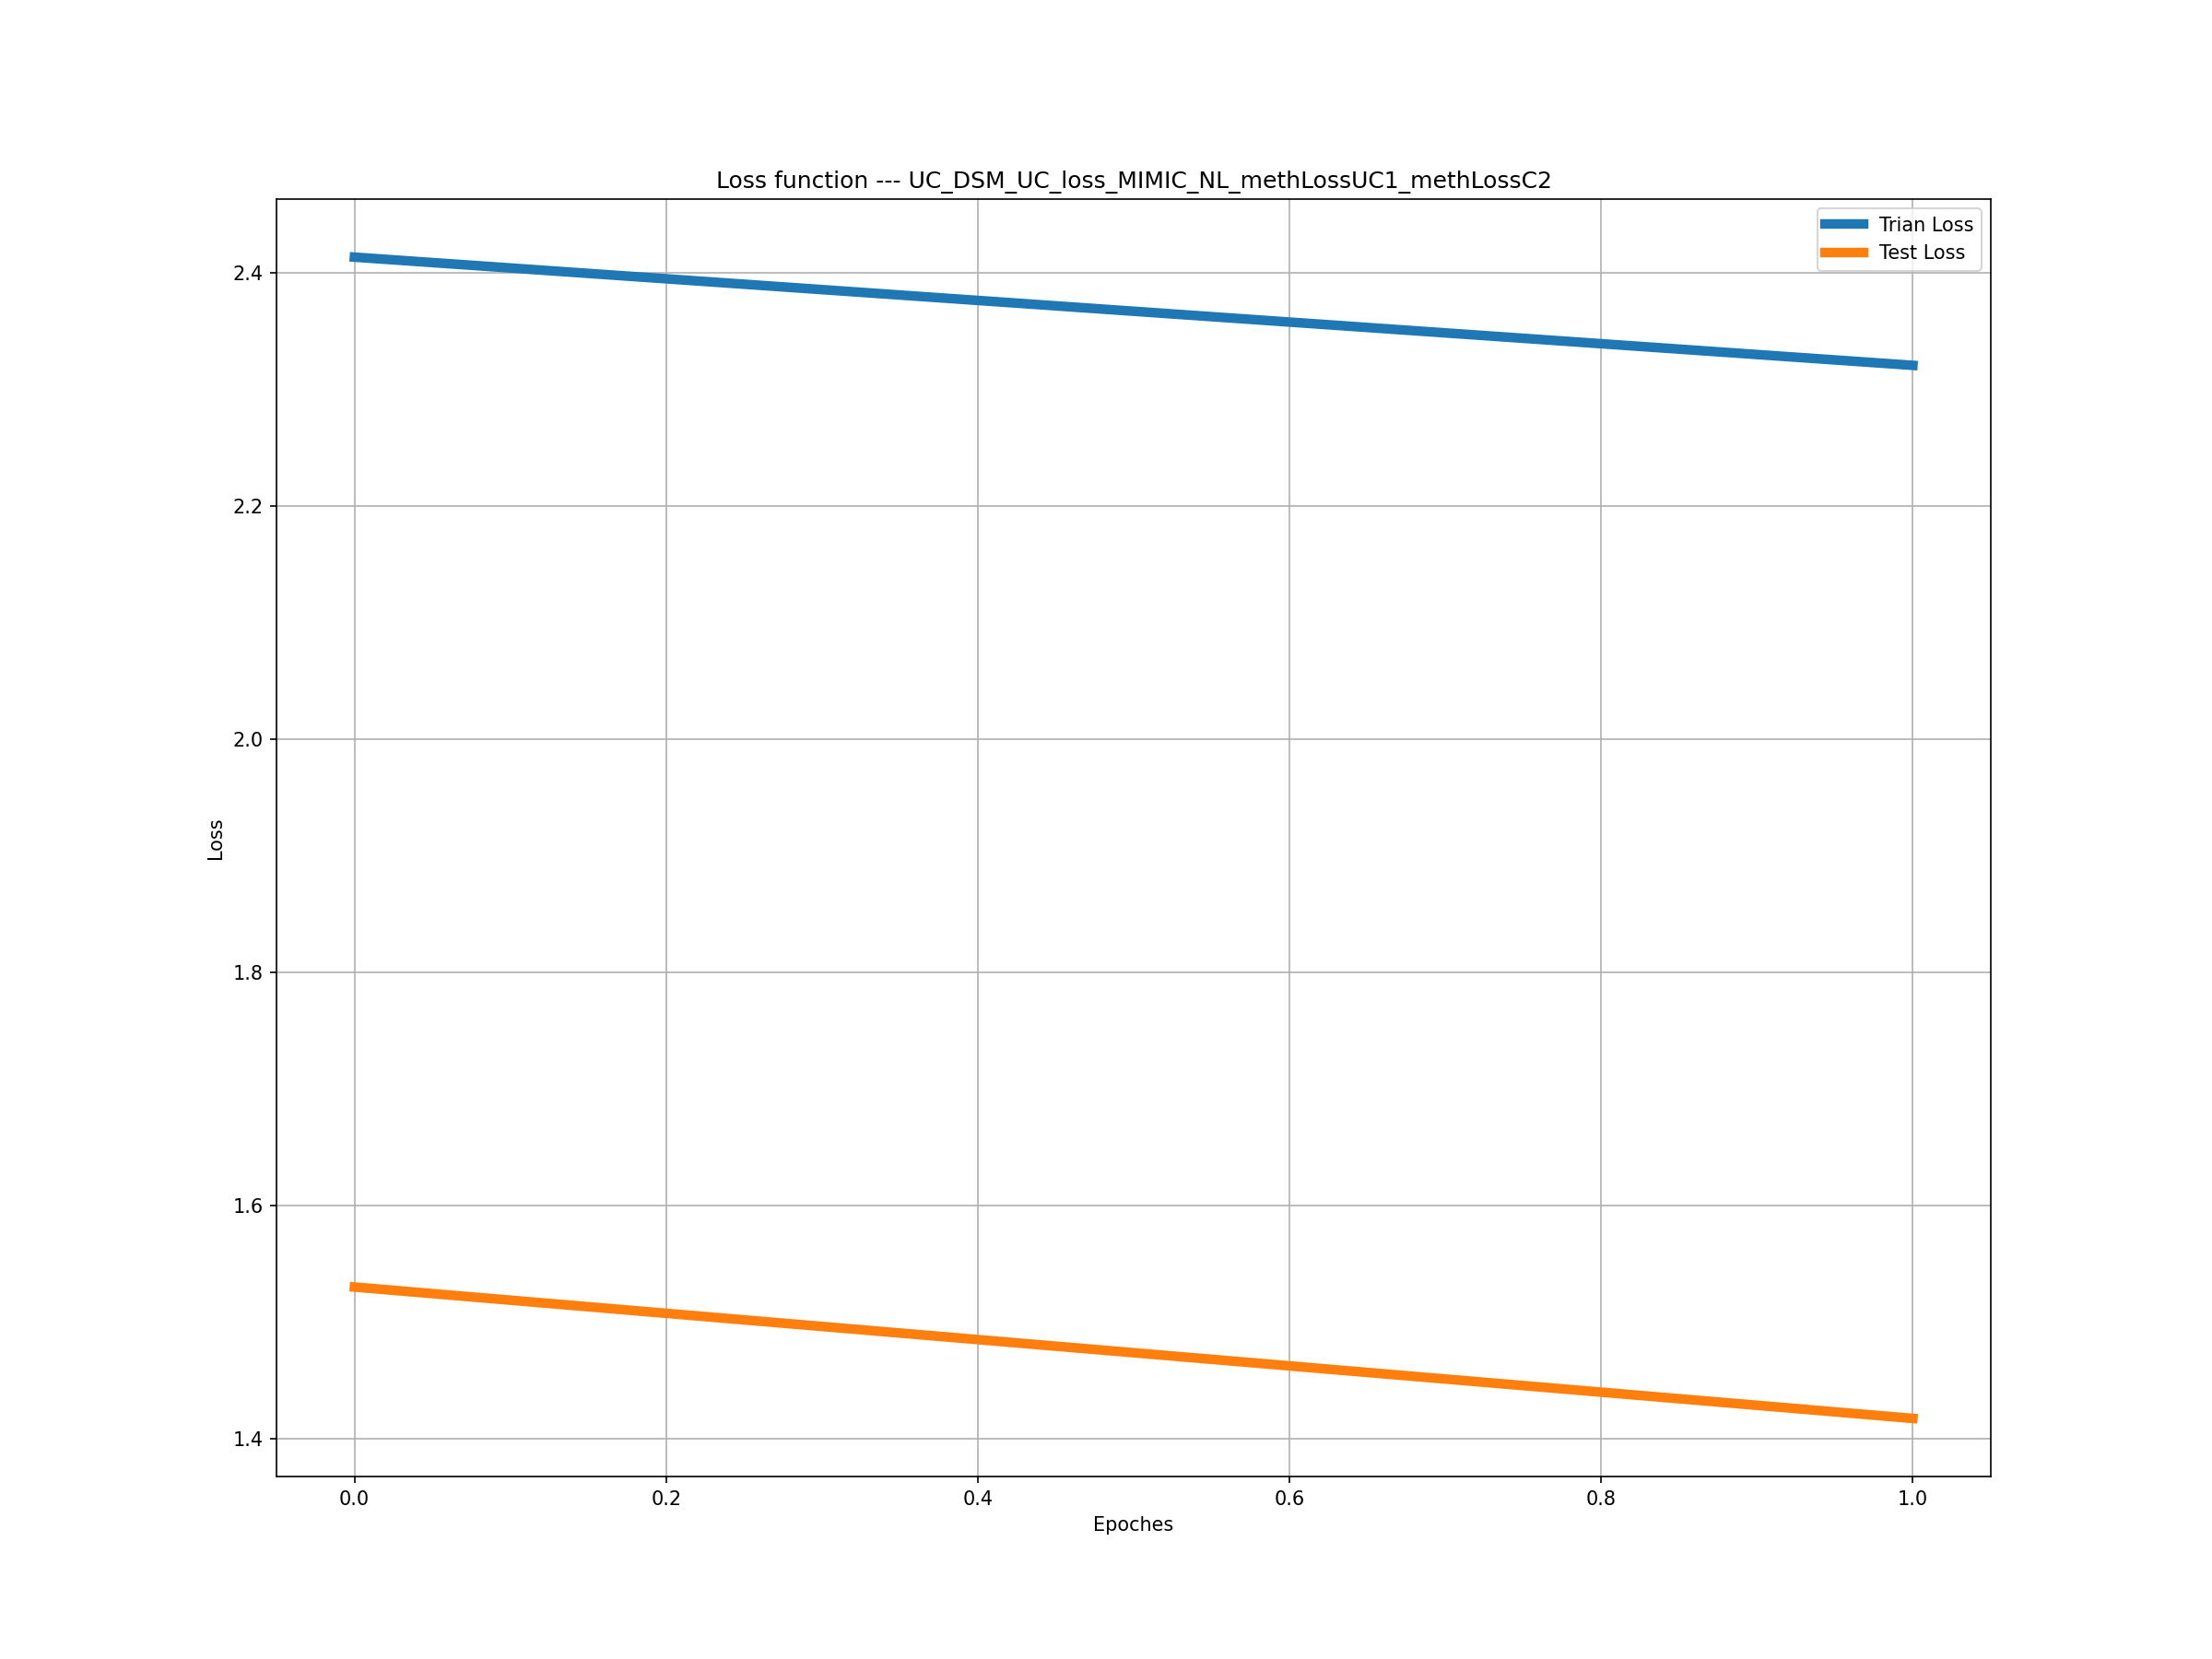 Loss function --- UC_DSM_UC_loss_MIMIC_NL_methLossUC1_methLossC2
Trian Loss
Test Loss
2.4
2.2
2.0
1.8
1.6
1.4
Loss
0.0 0.2 0.4 0.6 0.8 1.0
Epoches